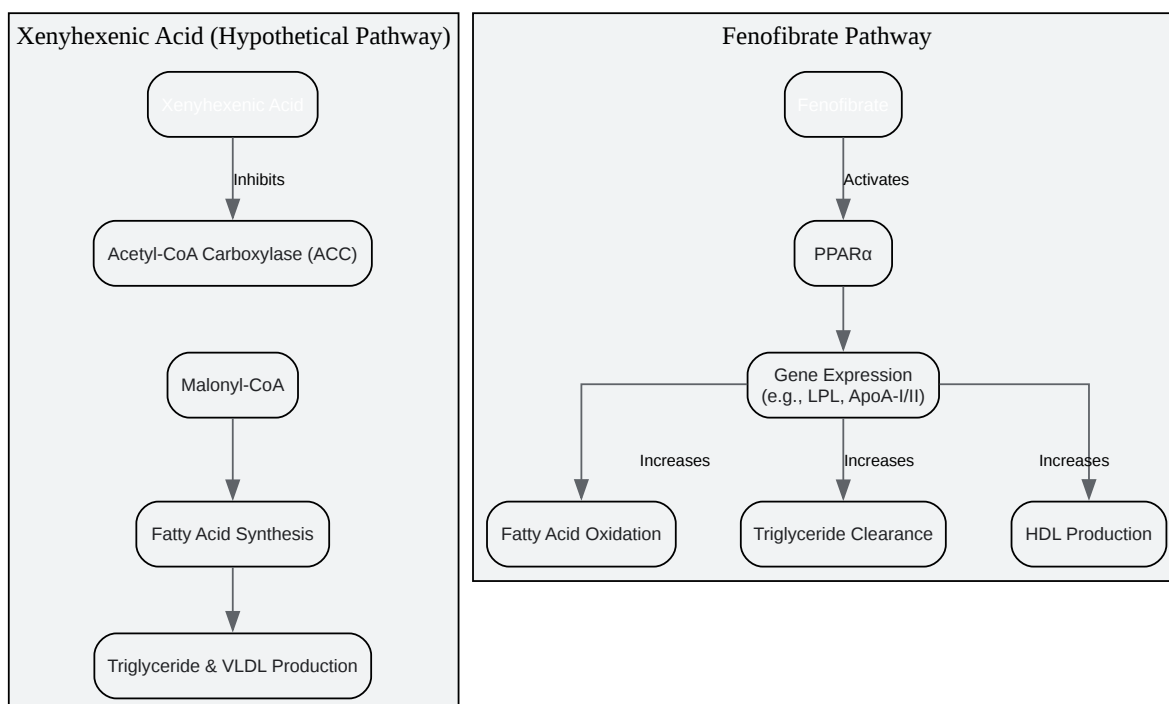 Xenyhexenic Acid (Hypothetical Pathway)
Xenyhexenic Acid
Inhibits
Acetyl-CoA Carboxylase (ACC)
Malonyl-CoA
Fatty Acid Synthesis
Triglyceride & VLDL Production
Fenofibrate Pathway
Fenofibrate
Activates
PPARα
Gene Expression
(e.g., LPL, ApoA-I/II)
Increases
Increases
Increases
Fatty Acid Oxidation
Triglyceride Clearance
HDL Production